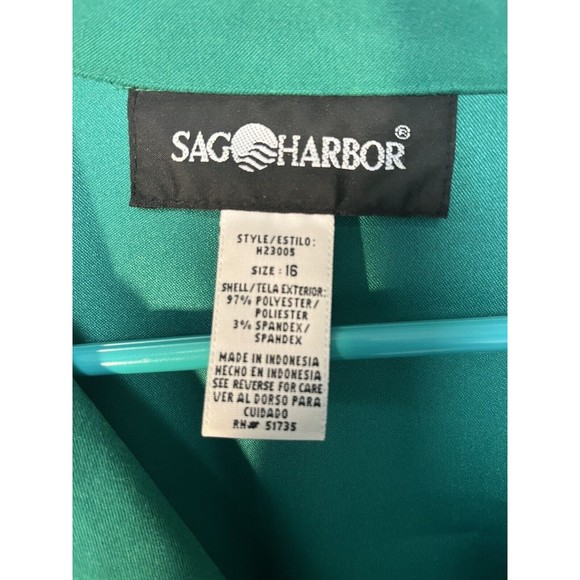 SAG HARBOR®
STYLE/ESTILO:
H23005
SIZE: 16
SHELL/TELA EXTERIOR:
97% POLYESTER/
POLIESTER
3% SPANDEX/
SPANDEX
MADE IN INDONESIA
HECHO EN INDONESIA
SEE REVERSE FOR CARE
VER AL DORSO PARA
CUIDADO
RN# 51735